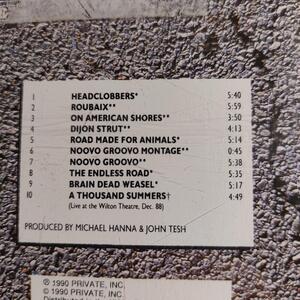 1 HEADCLOBBERS* 5:40
2 ROUBAIX** 5:59
3 ON AMERICAN SHORES** 3:50
4 DIJON STRUT** 4:13
5 ROAD MADE FOR ANIMALS* 5:14
6 NOOVO GROOVO MONTAGE** 0:45
7 NOOVO GROOVO** 5:38
8 THE ENDLESS ROAD* 5:35
9 BRAIN DEAD WEASEL* 5:17
10 A THOUSAND SUMMERS† 4:49
(Live at the Wilton Theatre, Dec. 88)
PRODUCED BY MICHAEL HANNA & JOHN TESH
℗ 1990 PRIVATE, INC.
© 1990 PRIVATE, INC.